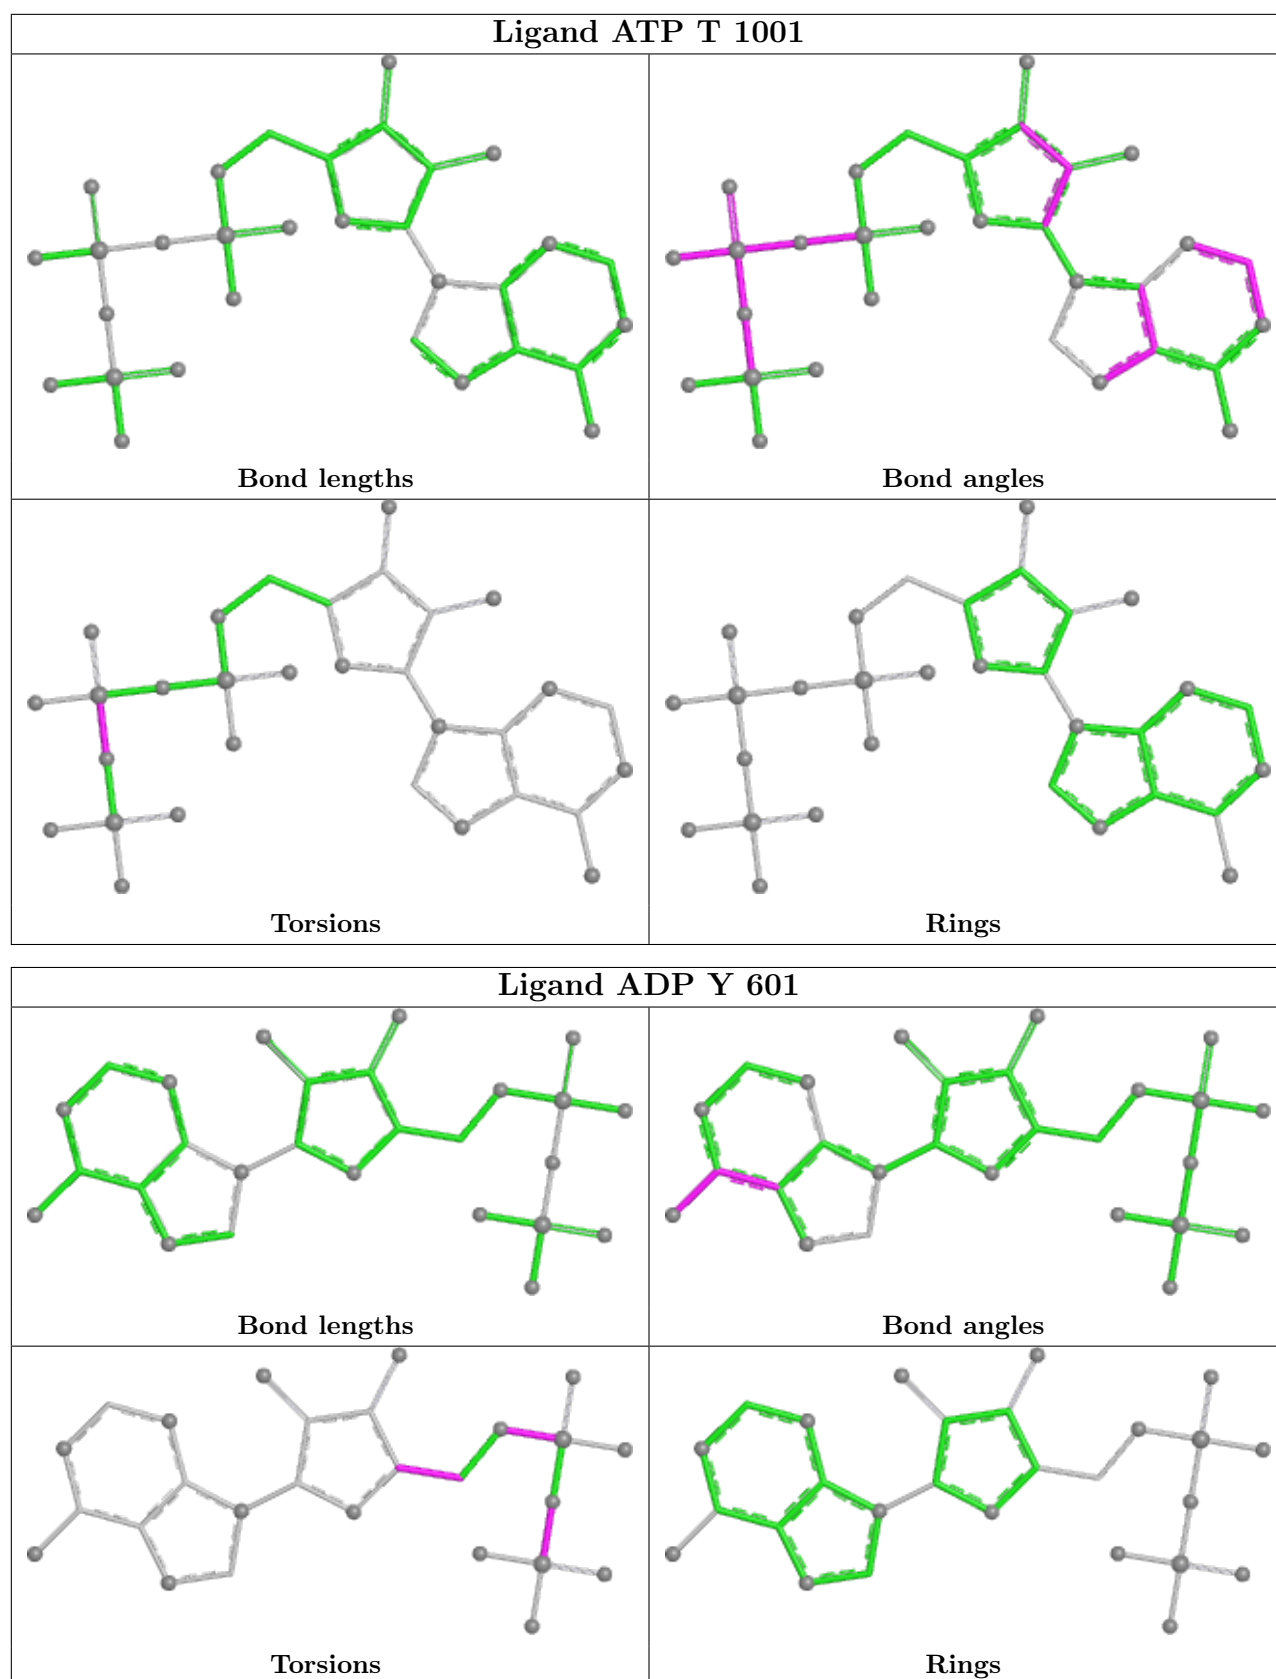 Ligand ATP T 1001
Bond lengths
Bond angles
Torsions
Rings
Ligand ADP Y 601
Bond lengths
Bond angles
Torsions
Rings